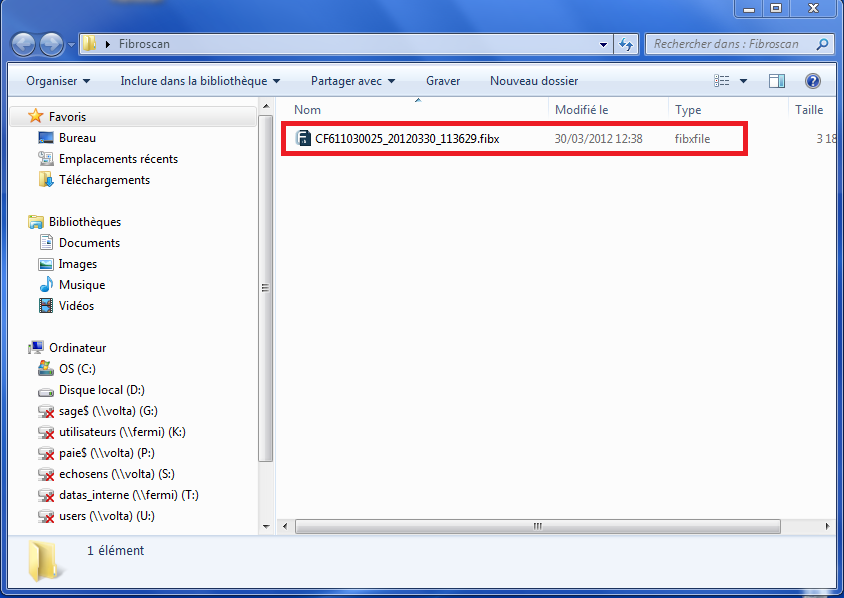 Fibroscan
Rechercher dans : Fibroscan
Organiser
Inclure dans la bibliothèque
Partager avec
Graver
Nouveau dossier
Favoris
Bureau
Emplacements récents
Téléchargements
Bibliothèques
Documents
Images
Musique
Vidéos
Ordinateur
OS (C:)
Disque local (D:)
sage$ (\\volta) (G:)
utilisateurs (\\fermi) (K:)
paie$ (\\volta) (P:)
echosens (\\volta) (S:)
datas_interne (\\fermi) (T:)
users (\\volta) (U:)
Nom Modifié le Type Taille
CF611030025_20120330_113629.fibx 30/03/2012 12:38 fibxfile 3 18
1 élément